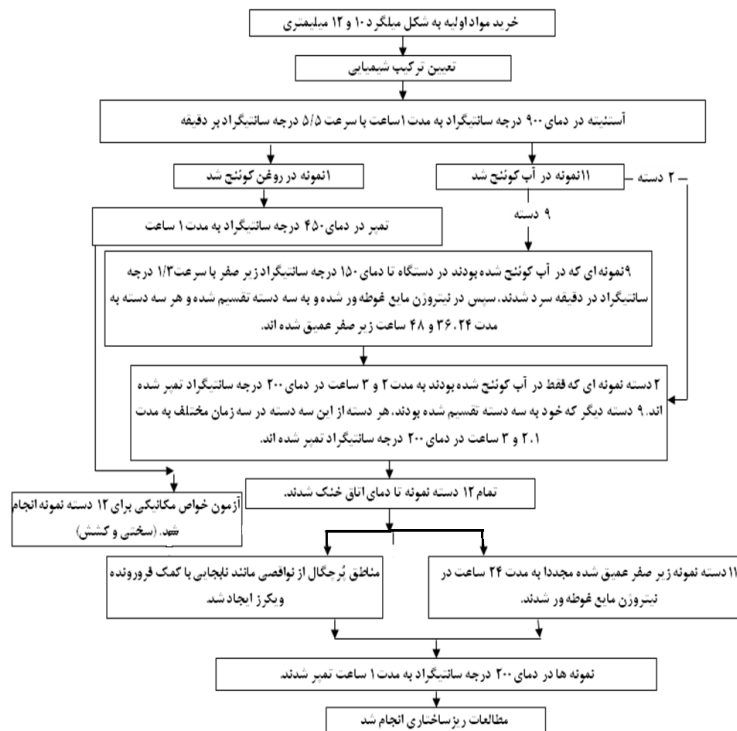 خرید مواد اولیه به شکل میلگرد ۱۰ و ۱۲ میلیمتری
تعیین ترکیب شیمیایی
آستنیته در دمای ۹۰۰ درجه سانتیگراد به مدت ۱ ساعت با سرعت ۵/۵ درجه سانتیگراد بر دقیقه
۱۱نمونه در آب کوئنچ شد
۱نمونه در روغن کوئنچ شد
۲ دسته
۹ دسته
تمپر در دمای ۴۵۰ درجه سانتیگراد به مدت ۱ ساعت
۹نمونه ای که در آب کوئنچ شده بودند در دستگاه تا دمای ۱۵۰ درجه سانتیگراد زیر صفر با سرعت ۱/۳ درجه
سانتیگراد در دقیقه سرد شدند، سپس در نیتروژن مایع غوطه ور شده و به سه دسته تقسیم شده و هر سه دسته به
مدت ۲۴، ۳۶ و ۴۸ ساعت زیر صفر عمیق شده اند.
۲ دسته نمونه ای که فقط در آب کوئنچ شده بودند به مدت ۲ و ۳ ساعت در دمای ۲۰۰ درجه سانتیگراد تمپر شده
اند. ۹ دسته دیگر که خود به سه دسته تقسیم شده بودند، هر دسته از این سه دسته در سه زمان مختلف به مدت
۱، ۲ و ۳ ساعت در دمای ۲۰۰ درجه سانتیگراد تمپر شده اند.
تمام ۱۲ دسته نمونه تا دمای اتاق خنک شدند.
آزمون خواص مکانیکی برای ۱۲ دسته نمونه انجام
شد. (سختی و کشش)
مناطق پُر چگال از نواقصی مانند نابجایی با کمک فرورونده
ویکرز ایجاد شد.
۱۱ دسته نمونه زیر صفر عمیق شده مجددا به مدت ۲۴ ساعت در
نیتروژن مایع غوطه ور شدند.
نمونه ها در دمای ۲۰۰ درجه سانتیگراد به مدت ۱ ساعت تمپر شدند.
مطالعات ریزساختاری انجام شد